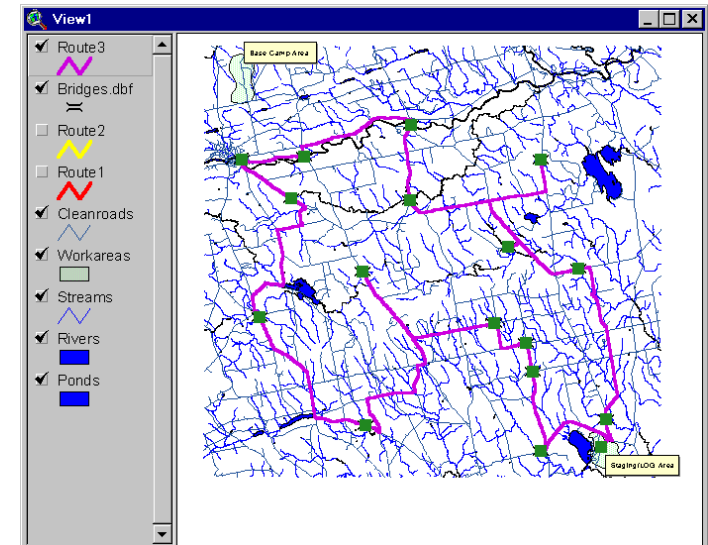 View1
Route3
Bridges.dbf
Route2
Route1
Cleanroads
Workareas
Streams
Rivers
Ponds
Base Camp Area
Staging/LOG Area